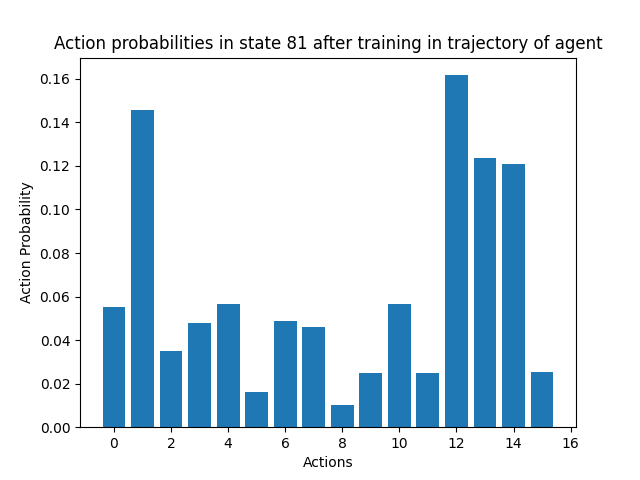 Action probabilities in state 81 after training in trajectory of agent
0.16
0.14
0.12
0.10
0.08
0.06
0.04
0.02
0.00
Action Probability
0 2 4 6 8 10 12 14 16
Actions